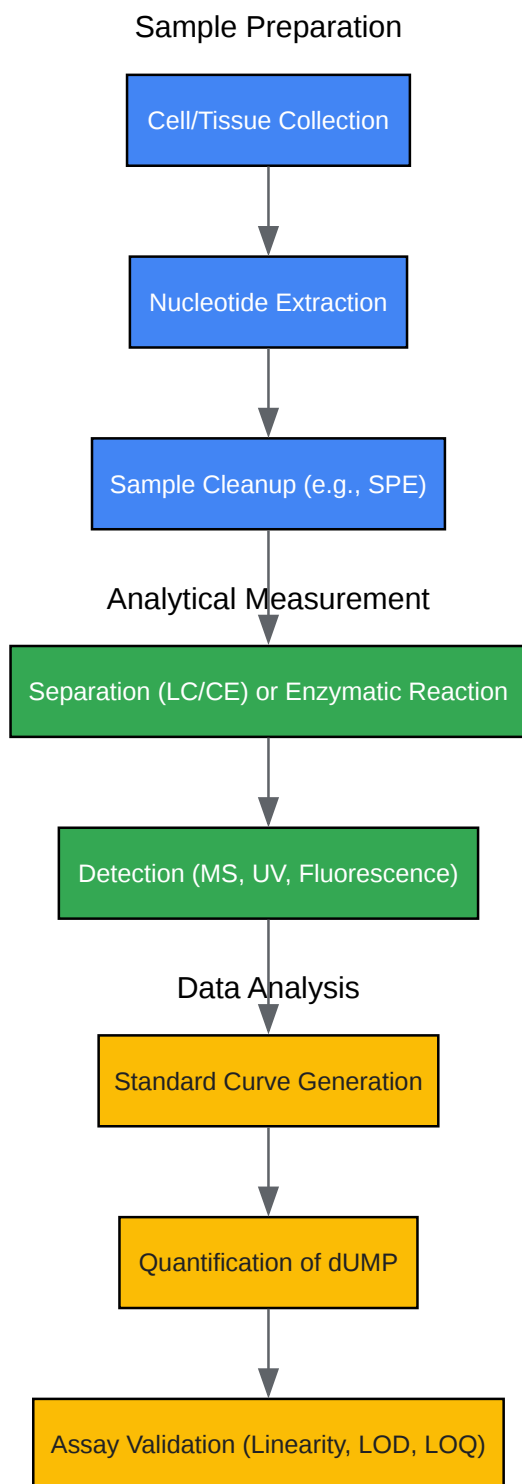 Sample Preparation
Cell/Tissue Collection
Nucleotide Extraction
Sample Cleanup (e.g., SPE)
Analytical Measurement
Separation (LC/CE) or Enzymatic Reaction
Detection (MS, UV, Fluorescence)
Data Analysis
Standard Curve Generation
Quantification of dUMP
Assay Validation (Linearity, LOD, LOQ)